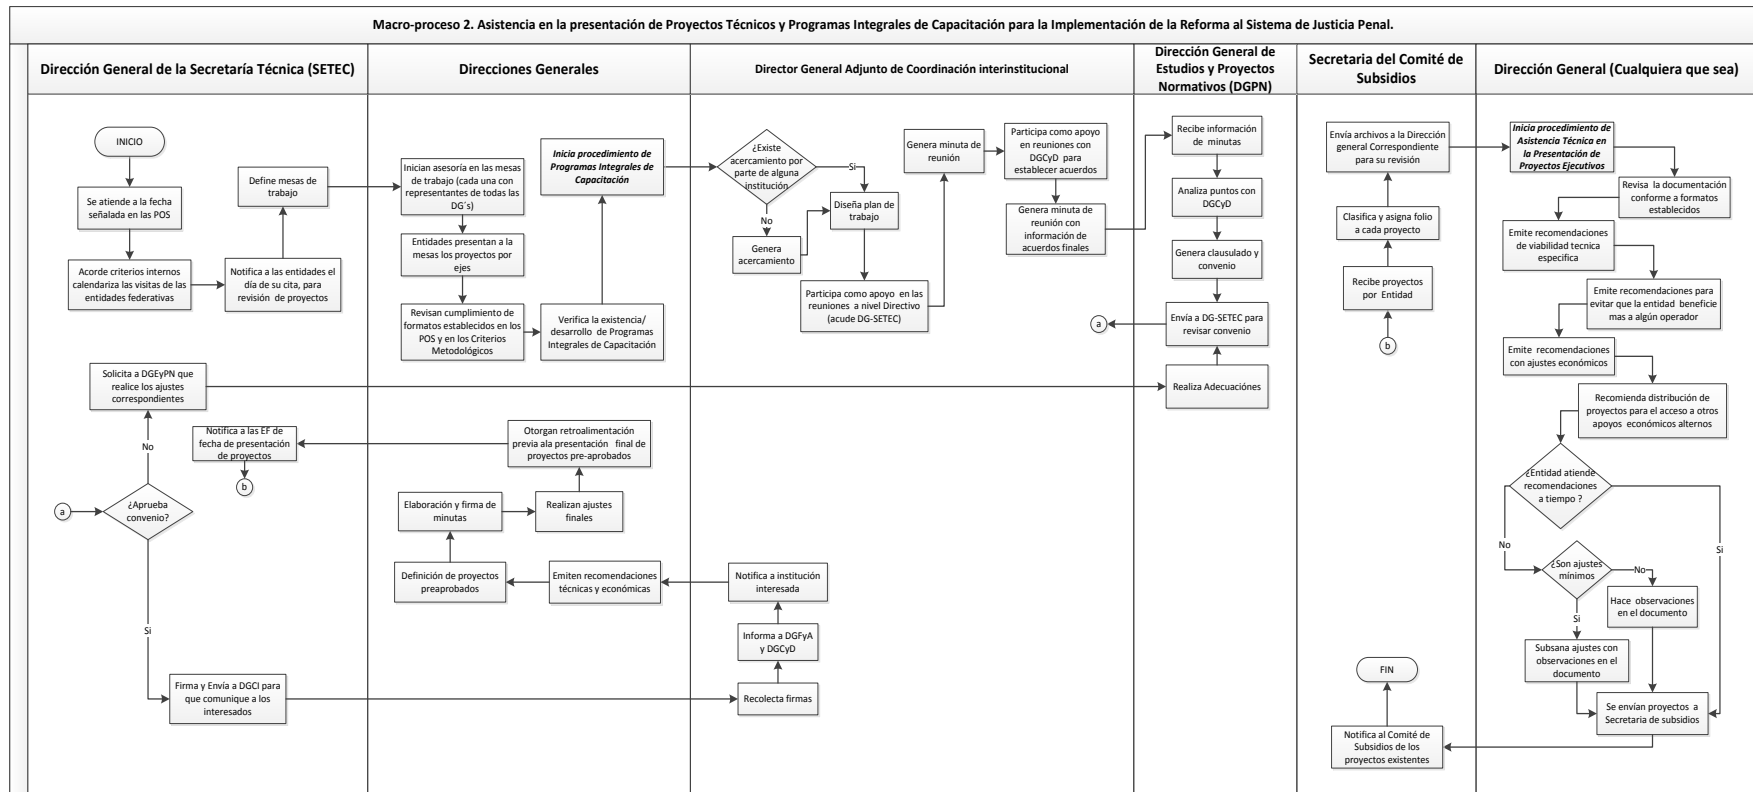 Macro-proceso 2. Asistencia en la presentación de Proyectos Técnicos y Programas Integrales de Capacitación para la Implementación de la Reforma al Sistema de Justicia Penal.
Dirección General de la Secretaría Técnica (SETEC)
Direcciones Generales
Director General Adjunto de Coordinación interinstitucional
Dirección General de
Estudios y Proyectos
Normativos (DGPN)
Secretaria del Comité de
Subsidios
Dirección General (Cualquiera que sea)
INICIO
Se atiende a la fecha
señalada en las POS
Acorde criterios internos
calendariza las visitas de las
entidades federativas
Notifica a las entidades el
día de su cita, para
revisión de proyectos
Define mesas de
trabajo
Solicita a DGEyPN que
realice los ajustes
correspondientes
No
¿Aprueba
convenio?
a
Si
Notifica a las EF de
fecha de presentación
de proyectos
b
Firma y Envía a DGCI para
que comunique a los
interesados
Inician asesoría en las mesas
de trabajo (cada una con
representantes de todas las
DG´s)
Entidades presentan a la
mesa los proyectos por
ejes
Revisan cumplimiento de
formatos establecidos en los
POS y en los Criterios
Metodológicos
Verifica la existencia/
desarrollo de Programas
Integrales de Capacitación
Inicia procedimiento de
Programas Integrales de
Capacitación
Otorgan retroalimentación
previa ala presentación final de
proyectos pre-aprobados
Elaboración y firma de
minutas
Realizan ajustes
finales
Definición de proyectos
preaprobados
Emiten recomendaciones
técnicas y económicas
¿Existe
acercamiento por
parte de alguna
institución
Si
No
Genera
acercamiento
Diseña plan de
trabajo
Participa como apoyo en las
reuniones a nivel Directivo
(acude DG-SETEC)
Genera minuta de
reunión
Participa como apoyo
en reuniones con
DGCyD para
establecer acuerdos
Genera minuta de
reunión con
información de
acuerdos finales
Notifica a institución
interesada
Informa a DGFyA
y DGCyD
Recolecta firmas
Recibe información
de minutas
Analiza puntos con
DGCyD
Genera clausulado y
convenio
Envía a DG-SETEC para
revisar convenio
a
Realiza Adecuaciónes
Envía archivos a la Dirección
general Correspondiente
para su revisión
Clasifica y asigna folio
a cada proyecto
Recibe proyectos
por Entidad
b
FIN
Notifica al Comité de
Subsidios de los
proyectos existentes
Inicia procedimiento de
Asistencia Técnica en
la Presentación de
Proyectos Ejecutivos
Revisa la documentación
conforme a formatos
establecidos
Emite recomendaciones
de viabilidad tecnica
especifica
Emite recomendaciones para
evitar que la entidad beneficie
mas a algún operador
Emite recomendaciones
con ajustes económicos
Recomienda distribución de
proyectos para el acceso a otros
apoyos económicos alternos
¿Entidad atiende
recomendaciones
a tiempo ?
No
Si
¿Son ajustes
mínimos
No
Si
Hace observaciones
en el documento
Subsana ajustes con
observaciones en el
documento
Se envían proyectos a
Secretaria de subsidios